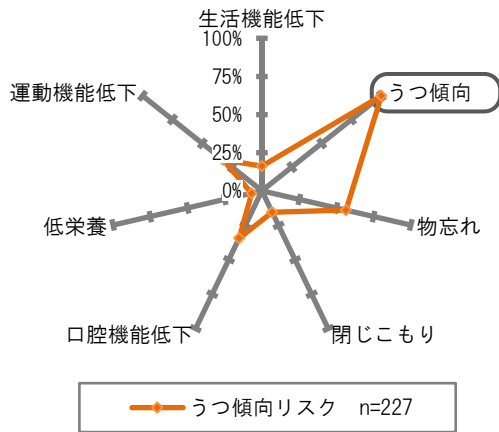 生活機能低下
100%
75%
50%
25%
0%
運動機能低下
うつ傾向
低栄養
物忘れ
口腔機能低下
閉じこもり
うつ傾向リスク n=227